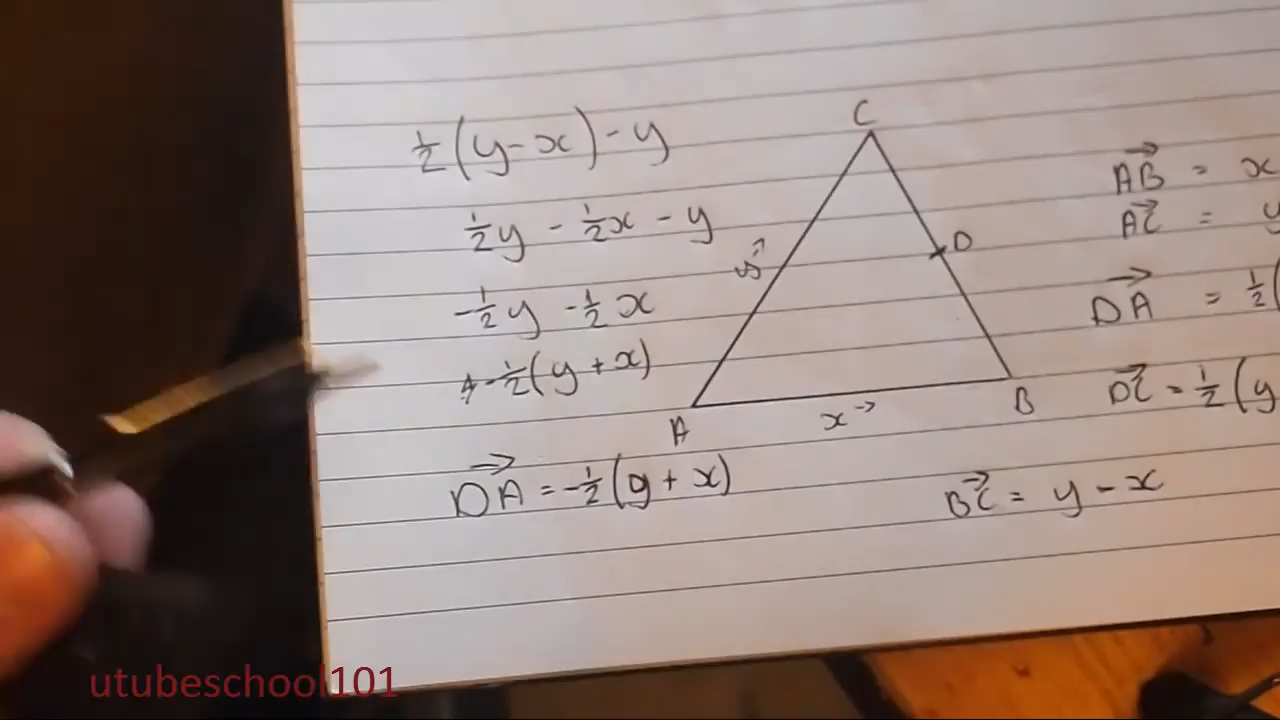 ½(y-x)-y
½y - ½x - y
-½y -½x
-½(y+x)
DA⃗ = -½(y+x)
C
D
y→
A
x→
B
AB⃗ = x
AC⃗ = y
DA⃗ = ½(
DC⃗ = ½(y
BC⃗ = y - x
utubeschool101